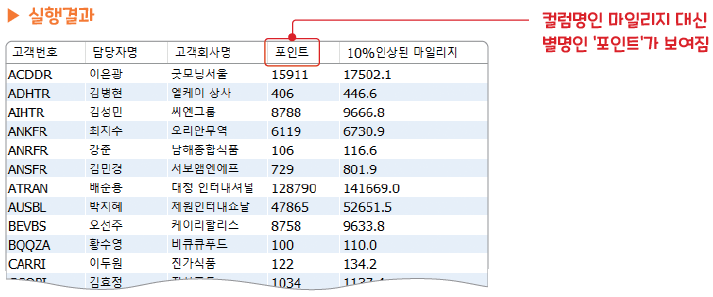 ▶ 실행결과
컬럼명인 마일리지 대신
별명인 '포인트'가 보여짐
고객번호 담당자명 고객회사명 포인트 10%인상된 마일리지
ACDDR 이은광 굿모닝서울 15911 17502.1
ADHTR 김병현 엘케이 상사 406 446.6
AIHTR 김성민 씨엔그룹 8788 9666.8
ANKFR 최지수 오리안무역 6119 6730.9
ANRFR 강준 남해종합식품 106 116.6
ANSFR 김민경 서보앰엔에프 729 801.9
ATRAN 배순용 대정 인터내셔널 128790 141669.0
AUSBL 박지혜 제원인터쇼날 47865 52651.5
BEVBS 오선주 케이리할리스 8758 9633.8
BQQZA 황수영 비큐큐푸드 100 110.0
CARRI 이두원 진가식품 122 134.2
김효정 1034